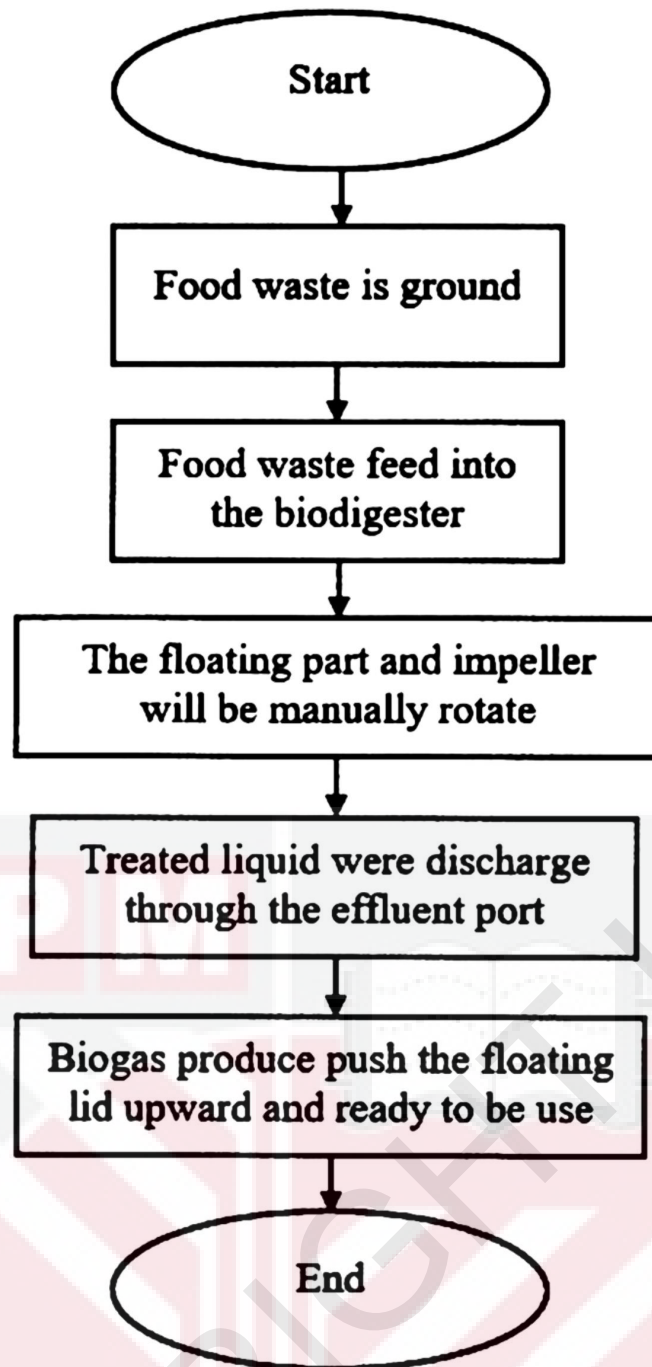 Start
Food waste is ground
Food waste feed into
the biodigester
The floating part and impeller
will be manually rotate
Treated liquid were discharge
through the effluent port
Biogas produce push the floating
lid upward and ready to be use
End
PM
RIGHT